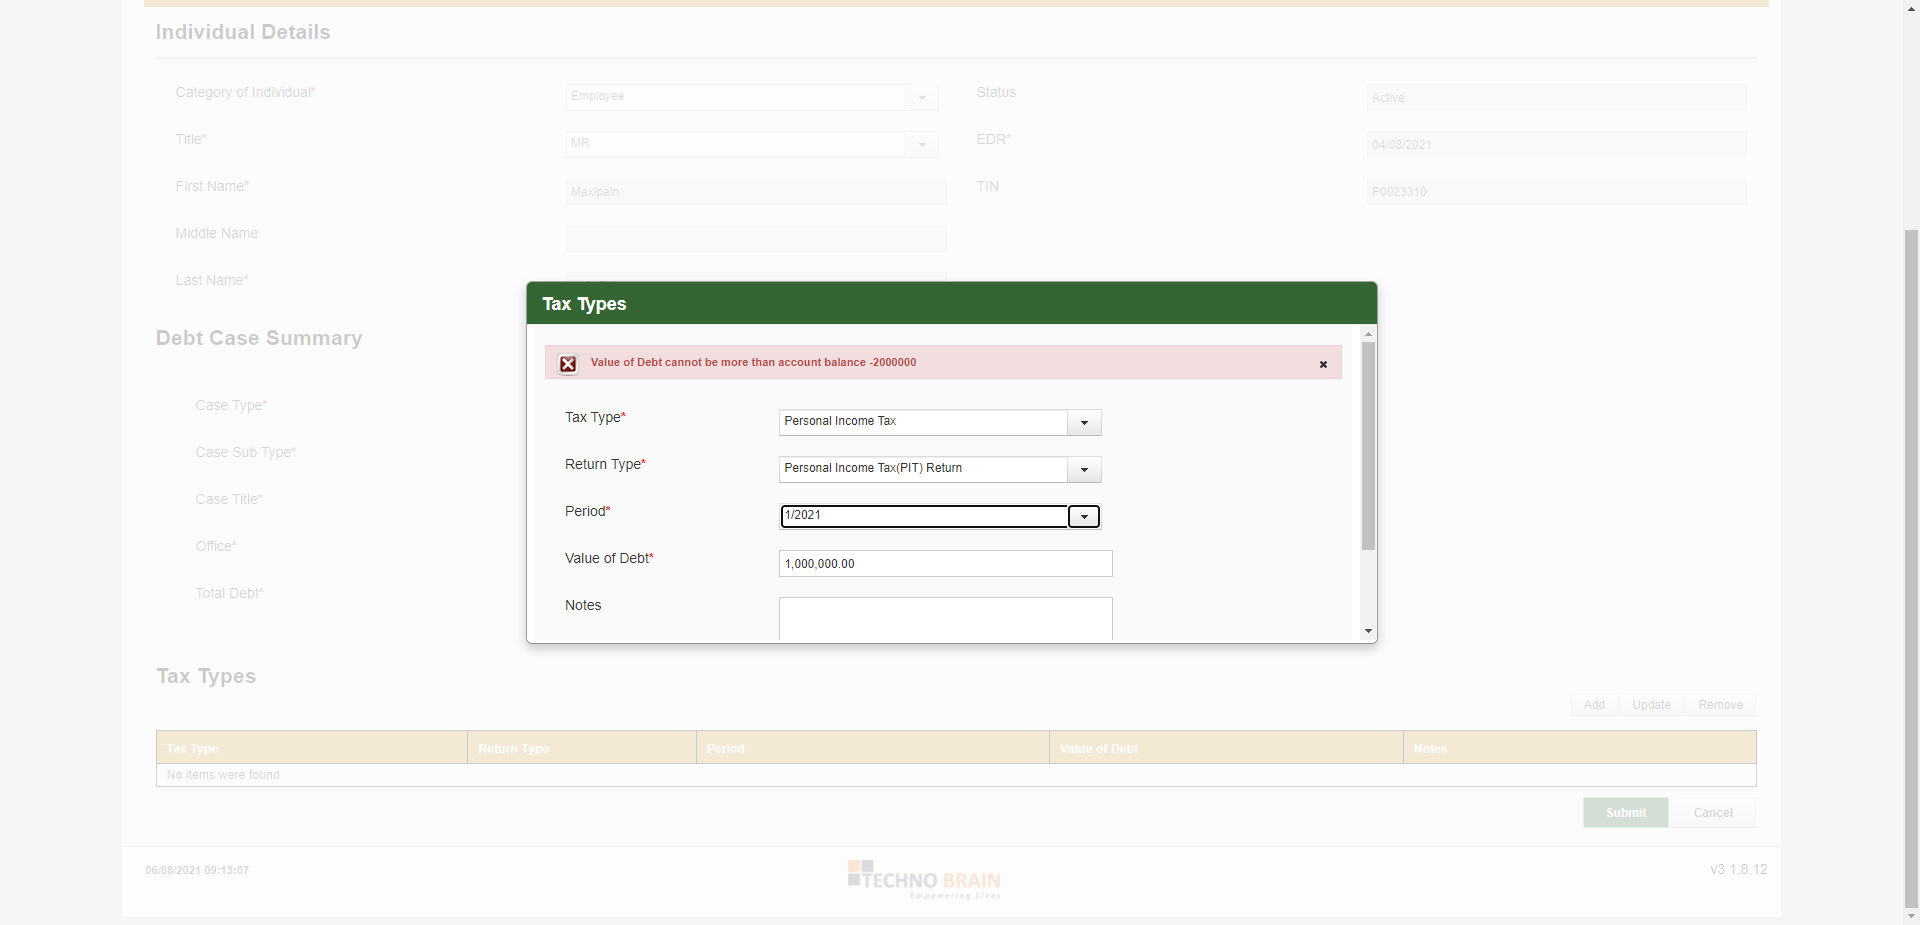 Individual Details
Category of Individual* Employee Status Active
Title* MR EDR* 04/08/2021
First Name* Maxipain TIN P0023310
Middle Name
Last Name*
Tax Types
Value of Debt cannot be more than account balance -2000000
Tax Type* Personal Income Tax
Return Type* Personal Income Tax(PIT) Return
Period* 1/2021
Value of Debt* 1,000,000.00
Notes
Debt Case Summary
Case Type*
Case Sub Type*
Case Title*
Office*
Total Debt*
Tax Types
Add Update Remove
Tax Type Return Type Period Value of Debt Notes
No items were found
Submit Cancel
06/08/2021 09:13:07 TECHNO BRAIN v3.1.8.12
Empowering Lives